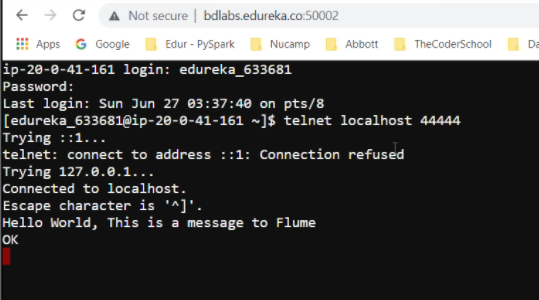 Not secure | bdlabs.edureka.co:50002
Apps Google Edur - PySpark Nucamp Abbott TheCoderSchool Da
ip-20-0-41-161 login: edureka_633681
Password:
Last login: Sun Jun 27 03:37:40 on pts/8
[edureka_633681@ip-20-0-41-161 ~]$ telnet localhost 44444
Trying ::1...
telnet: connect to address ::1: Connection refused
Trying 127.0.0.1...
Connected to localhost.
Escape character is '^]'.
Hello World, This is a message to Flume
OK